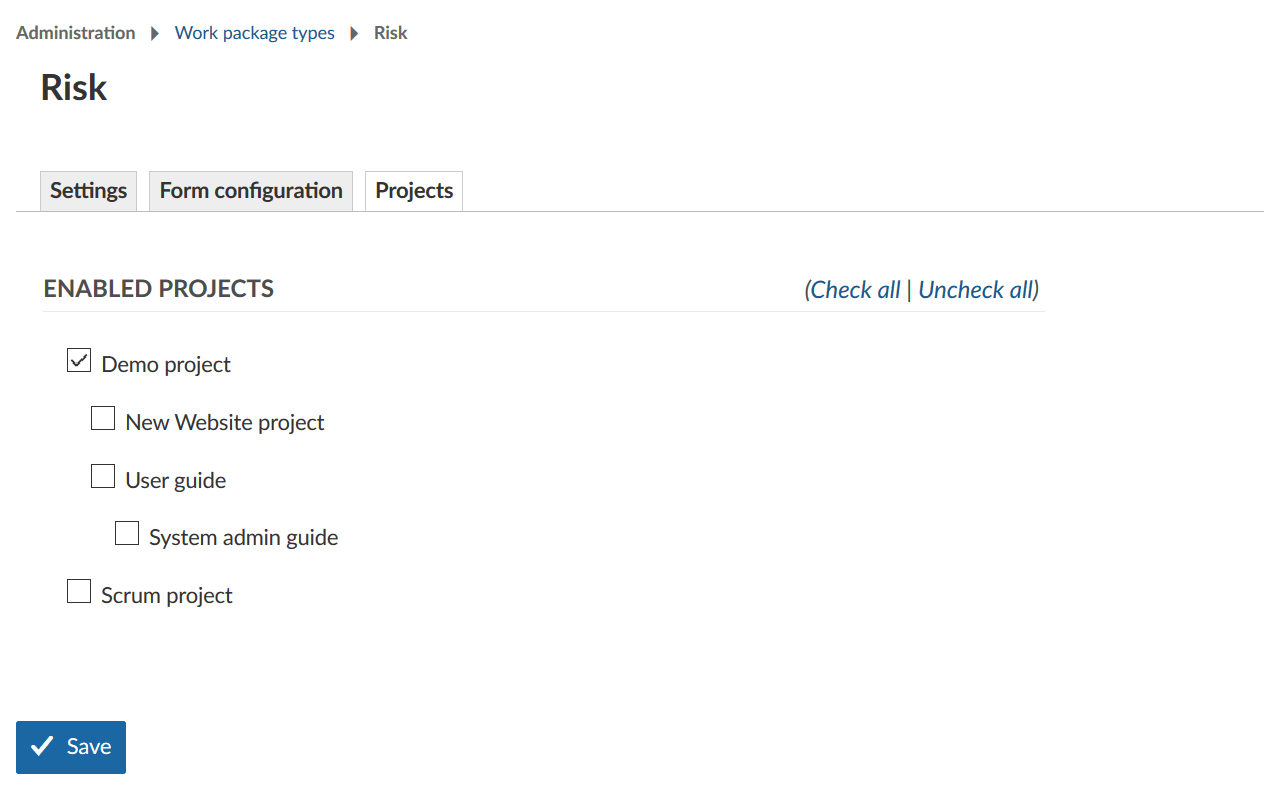 Administration Work package types Risk
Risk
Settings Form configuration Projects
ENABLED PROJECTS (Check all | Uncheck all)
Demo project
New Website project
User guide
System admin guide
Scrum project
Save